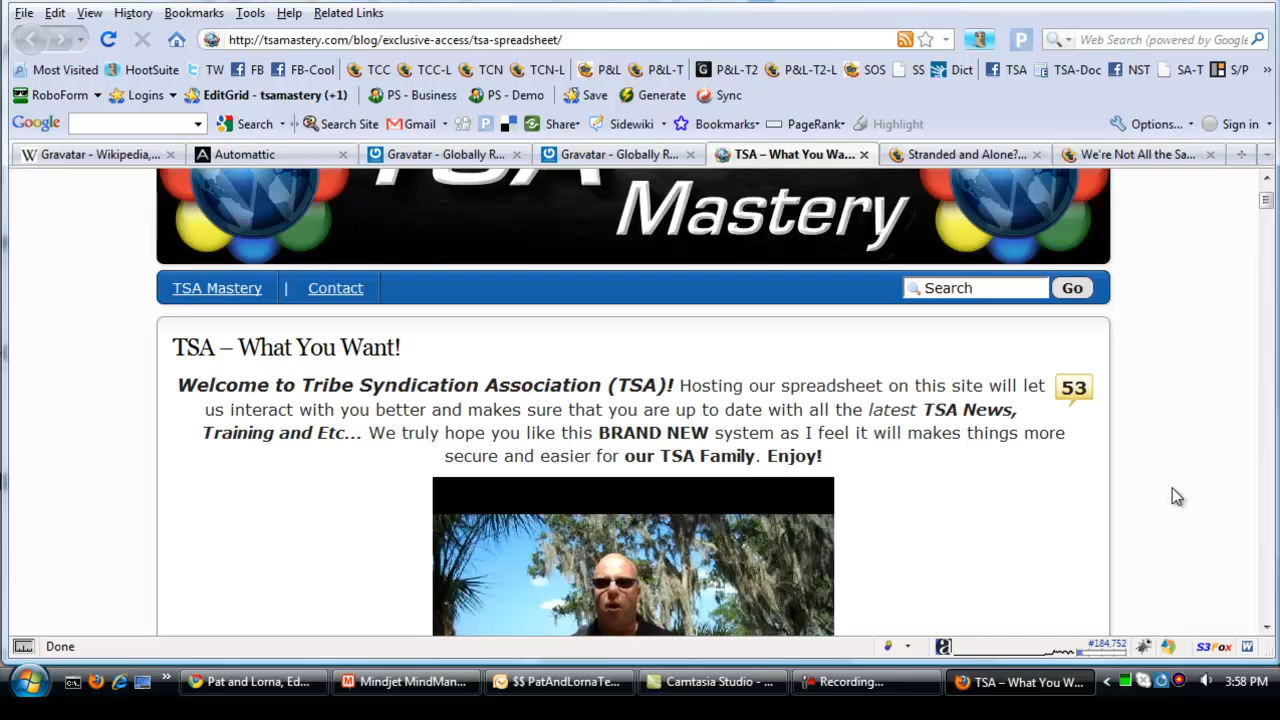 File Edit View History Bookmarks Tools Help Related Links
http://tsamastery.com/blog/exclusive-access/tsa-spreadsheet/ P Web Search (powered by Google
Most Visited HootSuite TW FB FB-Cool TCC TCC-L TCN TCN-L P&L P&L-T P&L-T2 P&L-T2-L SOS SS Dict TSA TSA-Doc NST SA-T S/P »
RoboForm Logins EditGrid - tsamastery (+1) PS - Business PS - Demo Save Generate Sync
Google Search Search Site Gmail Share Sidewiki Bookmarks PageRank Highlight Options... Sign in
W Gravatar - Wikipedia,... Automattic Gravatar - Globally R... Gravatar - Globally R... TSA – What You Wa... Stranded and Alone?... We're Not All the Sa...
TSA
Mastery
TSA Mastery | Contact Search Go
TSA – What You Want!
Welcome to Tribe Syndication Association (TSA)! Hosting our spreadsheet on this site will let 53
us interact with you better and makes sure that you are up to date with all the latest TSA News,
Training and Etc... We truly hope you like this BRAND NEW system as I feel it will makes things more
secure and easier for our TSA Family. Enjoy!
Done #184,752 S3Fox W
» Pat and Lorna, Ed... Mindjet MindMan... $$ PatAndLornaTe... Camtasia Studio - ... Recording... TSA – What You W... 3:58 PM